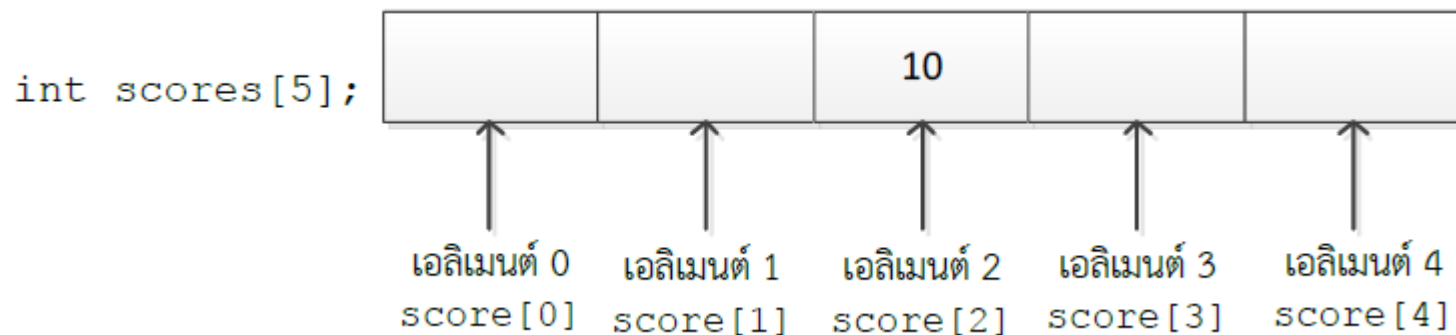 10
int scores[5];
เอลิเมนต์ 0 เอลิเมนต์ 1 เอลิเมนต์ 2 เอลิเมนต์ 3 เอลิเมนต์ 4
score[0] score[1] score[2] score[3] score[4]